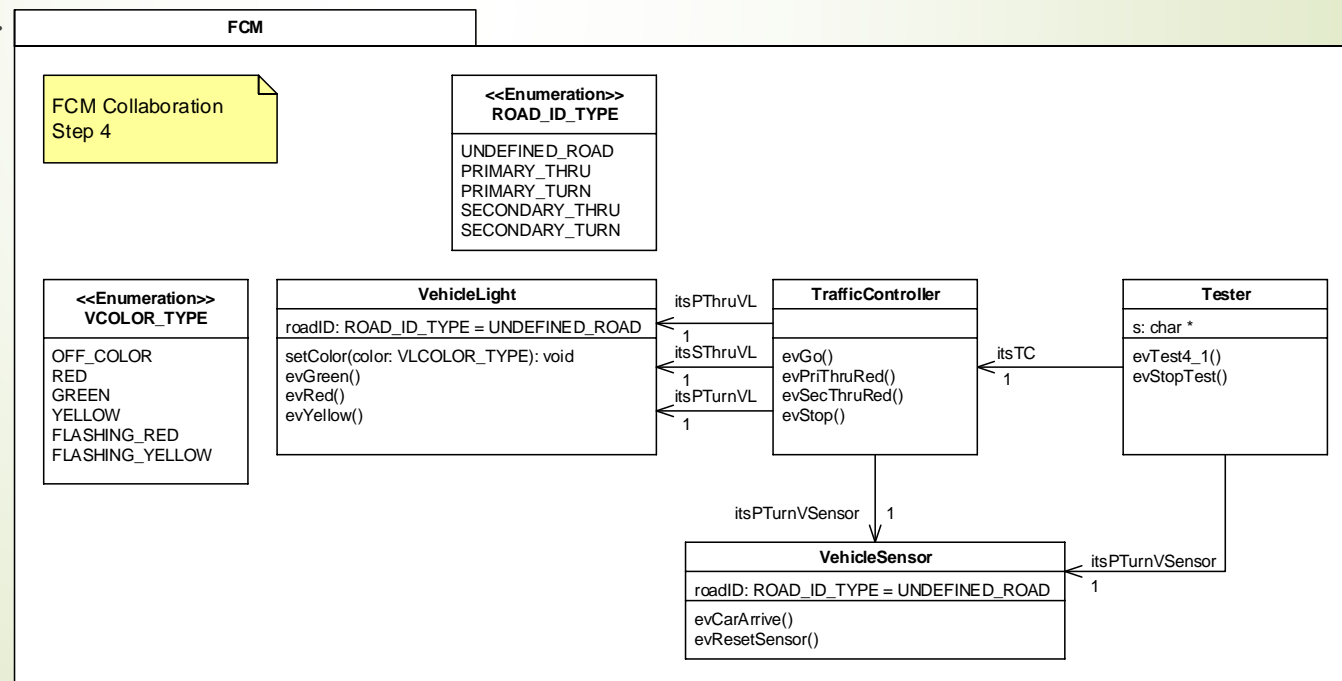 FCM
FCM Collaboration
Step 4
<<Enumeration>>
ROAD_ID_TYPE
UNDEFINED_ROAD
PRIMARY_THRU
PRIMARY_TURN
SECONDARY_THRU
SECONDARY_TURN
<<Enumeration>>
VCOLOR_TYPE
OFF_COLOR
RED
GREEN
YELLOW
FLASHING_RED
FLASHING_YELLOW
VehicleLight
roadID: ROAD_ID_TYPE = UNDEFINED_ROAD
setColor(color: VLCOLOR_TYPE): void
evGreen()
evRed()
evYellow()
itsPThruVL
1
itsSThruVL
1
itsPTurnVL
1
TrafficController
evGo()
evPriThruRed()
evSecThruRed()
evStop()
itsTC
1
Tester
s: char *
evTest4_1()
evStopTest()
itsPTurnVSensor
1
VehicleSensor
roadID: ROAD_ID_TYPE = UNDEFINED_ROAD
evCarArrive()
evResetSensor()
itsPTurnVSensor
1